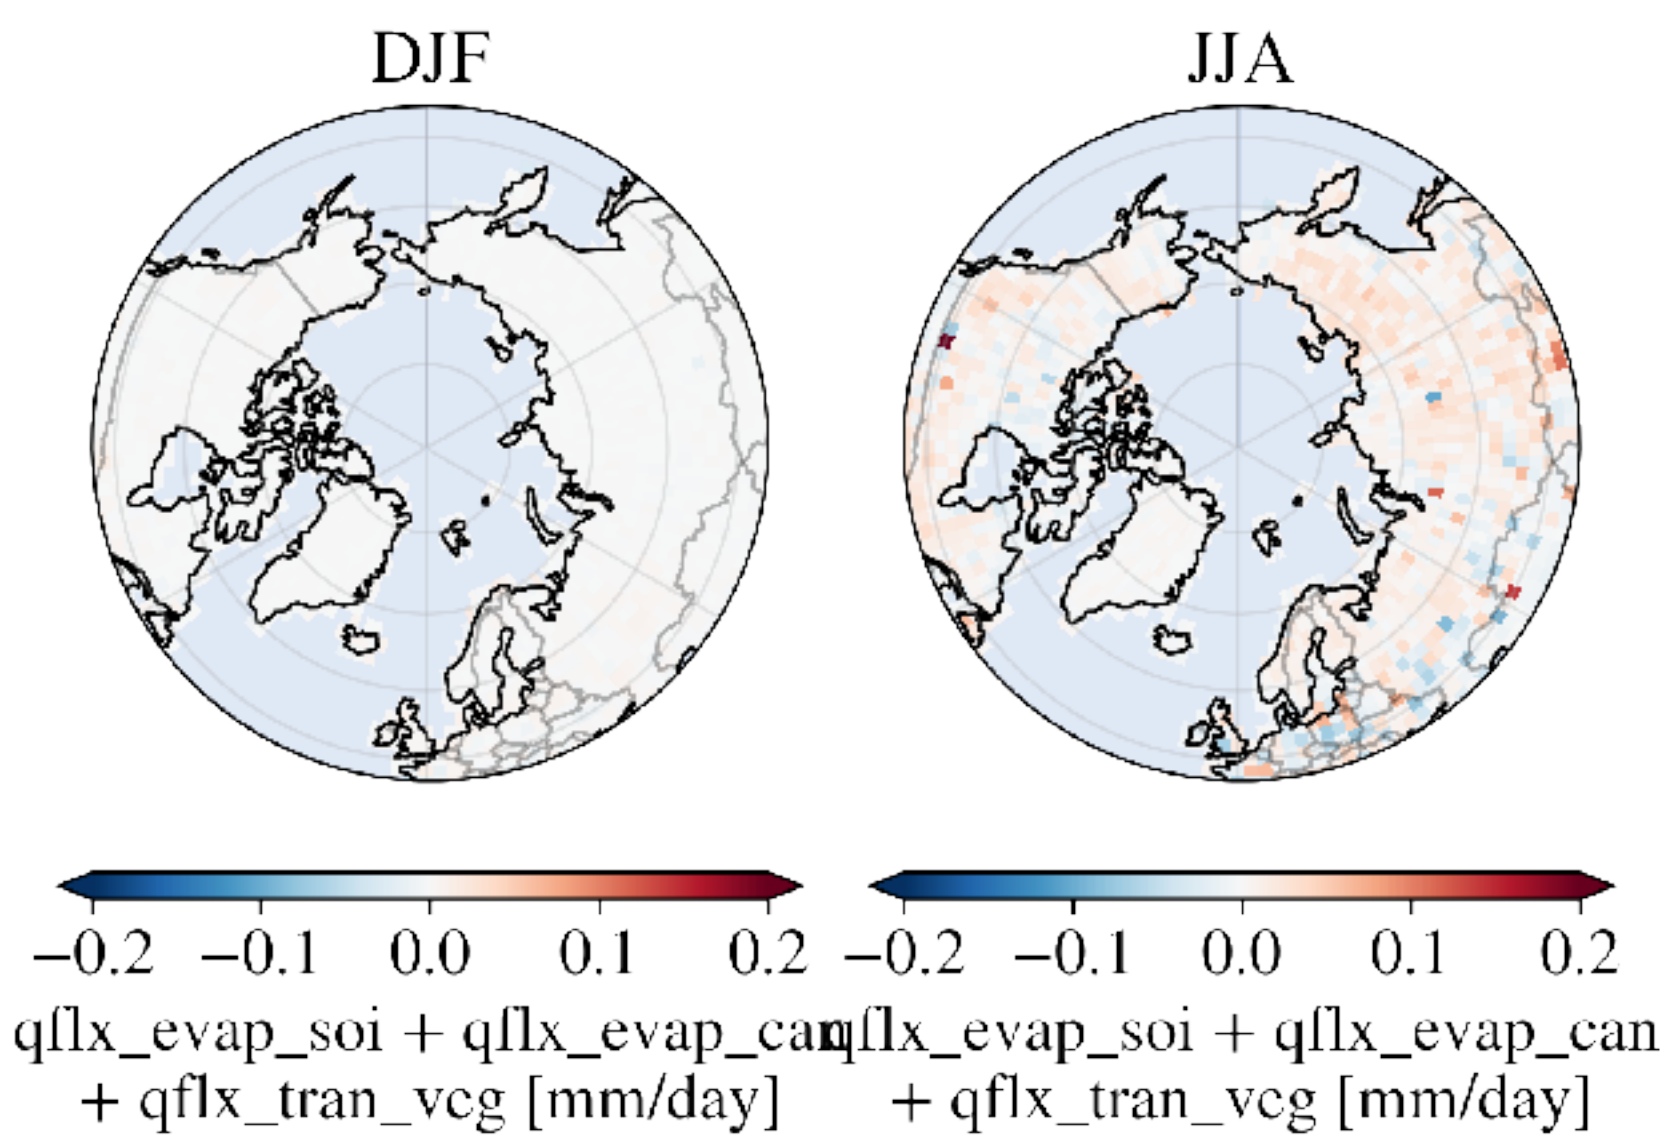 DJF
JJA
−0.2 −0.1 0.0 0.1 0.2
−0.2 −0.1 0.0 0.1 0.2
qflx_evap_soi + qflx_evap_can
+ qflx_tran_veg [mm/day]
qflx_evap_soi + qflx_evap_can
+ qflx_tran_veg [mm/day]